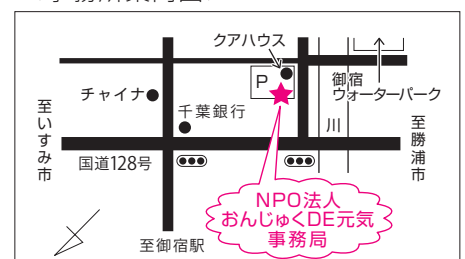 クアハウス
P
御宿
ウォーターパーク
チャイナ
千葉銀行
川
至いすみ市
至勝浦市
国道128号
NPO法人
おんじゅくDE元気
事務局
至御宿駅